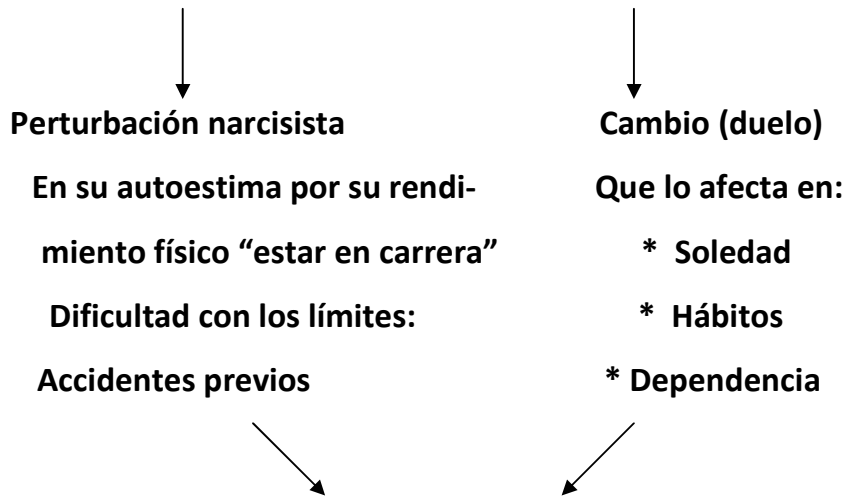 Perturbación narcisista
En su autoestima por su rendi-
miento físico “estar en carrera”
Dificultad con los límites:
Accidentes previos
Cambio (duelo)
Que lo afecta en:
* Soledad
* Hábitos
* Dependencia